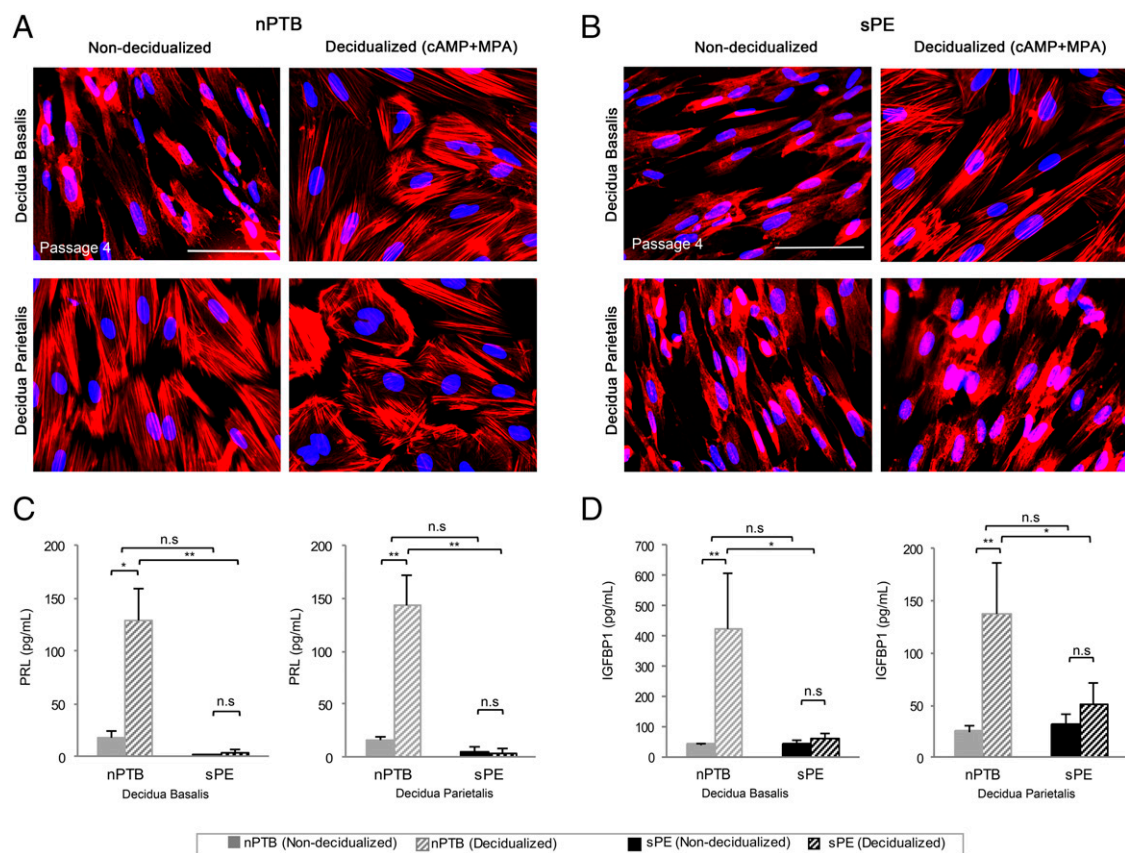 A
nPTB
Non-decidualized
Decidualized (cAMP+MPA)
Decidua Basalis
Passage 4
Decidua Parietalis
B
sPE
Non-decidualized
Decidualized (cAMP+MPA)
Decidua Basalis
Passage 4
Decidua Parietalis
C
PRL (pg/mL)
200
150
100
50
0
n.s
**
*
n.s
nPTB
sPE
Decidua Basalis
PRL (pg/mL)
200
150
100
50
0
n.s
**
**
n.s
nPTB
sPE
Decidua Parietalis
D
IGFBP1 (pg/mL)
700
600
500
400
300
200
100
0
n.s
*
**
n.s
nPTB
sPE
Decidua Basalis
IGFBP1 (pg/mL)
200
150
100
50
0
n.s
*
**
n.s
nPTB
sPE
Decidua Parietalis
nPTB (Non-decidualized) nPTB (Decidualized) sPE (Non-decidualized) sPE (Decidualized)